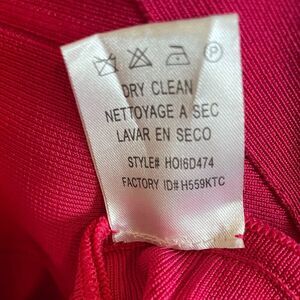 P
DRY CLEAN
NETTOYAGE A SEC
LAVAR EN SECO
STYLE# HOI6D474
FACTORY ID# H559KTC